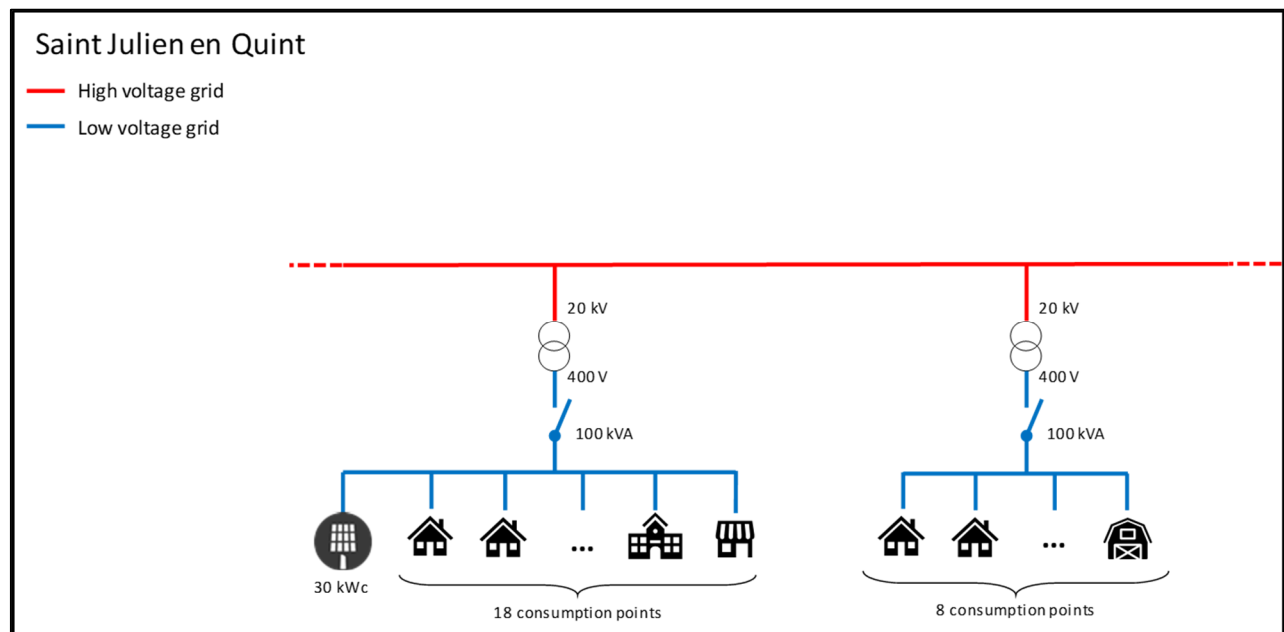 Saint Julien en Quint
High voltage grid
Low voltage grid
20 kV
20 kV
400 V
400 V
100 kVA
100 kVA
...
...
30 kWc
18 consumption points
8 consumption points